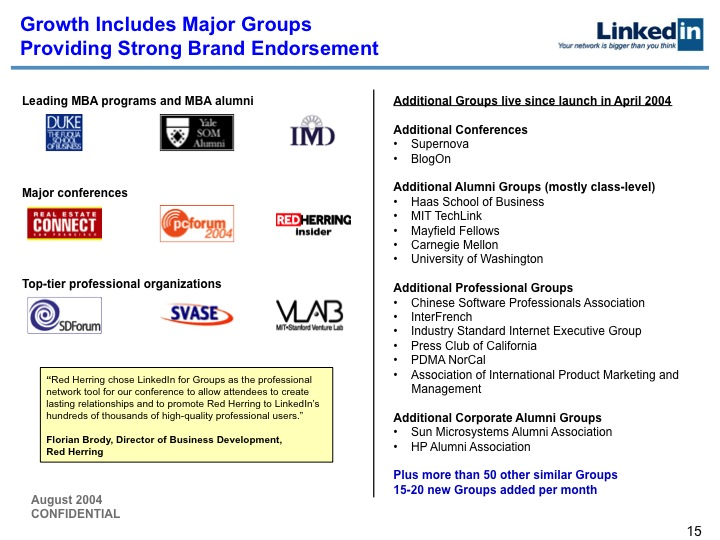 Growth Includes Major Groups
Providing Strong Brand Endorsement
Linkedin
Your network is bigger than you think
Leading MBA programs and MBA alumni
DUKE
THE FUQUA
SCHOOL
OF BUSINESS
Yale
SOM
Alumni
IMD
Major conferences
REAL ESTATE
CONNECT
SAN FRANCISCO
pcforum
2004
REDHERRING
insider
Top-tier professional organizations
SDForum
SVASE
VLAB
MIT•Stanford Venture Lab
“Red Herring chose LinkedIn for Groups as the professional
network tool for our conference to allow attendees to create
lasting relationships and to promote Red Herring to LinkedIn’s
hundreds of thousands of high-quality professional users.”
Florian Brody, Director of Business Development,
Red Herring
August 2004
CONFIDENTIAL
Additional Groups live since launch in April 2004
Additional Conferences
• Supernova
• BlogOn
Additional Alumni Groups (mostly class-level)
• Haas School of Business
• MIT TechLink
• Mayfield Fellows
• Carnegie Mellon
• University of Washington
Additional Professional Groups
• Chinese Software Professionals Association
• InterFrench
• Industry Standard Internet Executive Group
• Press Club of California
• PDMA NorCal
• Association of International Product Marketing and
Management
Additional Corporate Alumni Groups
• Sun Microsystems Alumni Association
• HP Alumni Association
Plus more than 50 other similar Groups
15-20 new Groups added per month
15